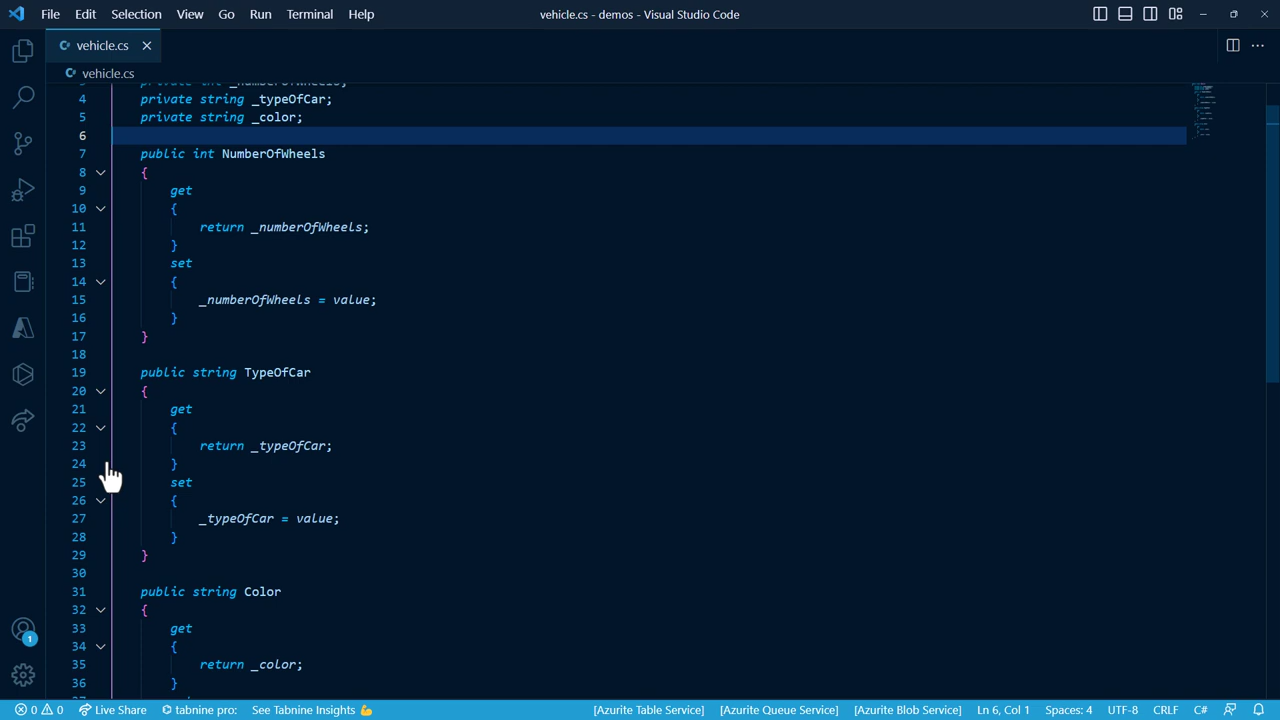 File Edit Selection View Go Run Terminal Help vehicle.cs - demos - Visual Studio Code
vehicle.cs
vehicle.cs
3 private int _numberOfWheels;
4 private string _typeOfCar;
5 private string _color;
6
7 public int NumberOfWheels
8 {
9 get
10 {
11 return _numberOfWheels;
12 }
13 set
14 {
15 _numberOfWheels = value;
16 }
17 }
18
19 public string TypeOfCar
20 {
21 get
22 {
23 return _typeOfCar;
24 }
25 set
26 {
27 _typeOfCar = value;
28 }
29 }
30
31 public string Color
32 {
33 get
34 {
35 return _color;
36 }
1
0 0 Live Share tabnine pro: See Tabnine Insights 💪 [Azurite Table Service] [Azurite Queue Service] [Azurite Blob Service] Ln 6, Col 1 Spaces: 4 UTF-8 CRLF C#